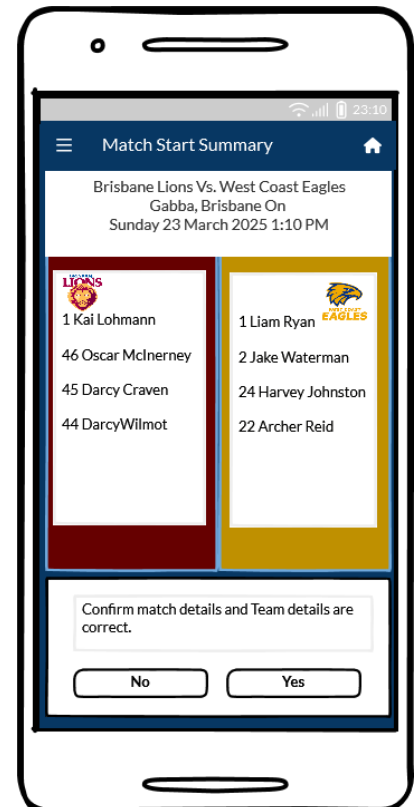 23:10
Match Start Summary
Brisbane Lions Vs. West Coast Eagles
Gabba, Brisbane On
Sunday 23 March 2025 1:10 PM
LIONS
1 Kai Lohmann
46 Oscar McInerney
45 Darcy Craven
44 DarcyWilmot
WEST COAST
EAGLES
1 Liam Ryan
2 Jake Waterman
24 Harvey Johnston
22 Archer Reid
Confirm match details and Team details are
correct.
No
Yes